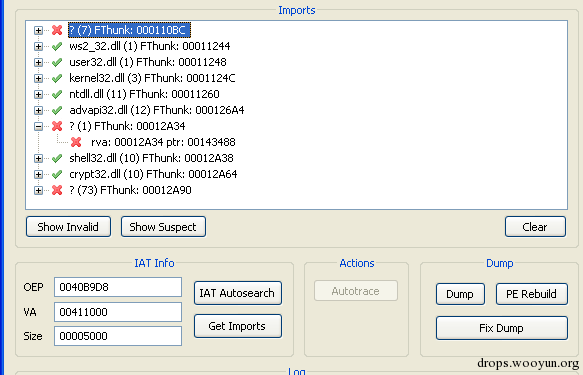 Imports
? (7) FThunk: 000110BC
ws2_32.dll (1) FThunk: 00011244
user32.dll (1) FThunk: 00011248
kernel32.dll (3) FThunk: 0001124C
ntdll.dll (11) FThunk: 00011260
advapi32.dll (12) FThunk: 000126A4
? (1) FThunk: 00012A34
rva: 00012A34 ptr: 00143488
shell32.dll (10) FThunk: 00012A38
crypt32.dll (10) FThunk: 00012A64
? (73) FThunk: 00012A90
Show Invalid Show Suspect Clear
IAT Info
OEP 0040B9D8
VA 00411000
Size 00005000
IAT Autosearch
Get Imports
Actions
Autotrace
Dump
Dump PE Rebuild
Fix Dump
drops.wooyun.org
Log